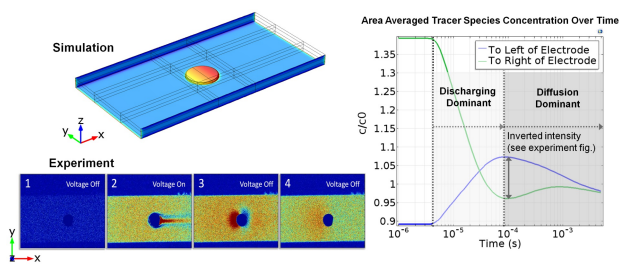 Simulation
z
y
x
Experiment
1
Voltage Off
2
Voltage On
3
Voltage Off
4
Voltage Off
y
x
Area Averaged Tracer Species Concentration Over Time
To Left of Electrode
To Right of Electrode
Discharging
Dominant
Diffusion
Dominant
Inverted intensity
(see experiment fig.)
c/c0
1.35
1.3
1.25
1.2
1.15
1.1
1.05
1
0.95
0.9
10⁻⁶
10⁻⁵
10⁻⁴
10⁻³
Time (s)